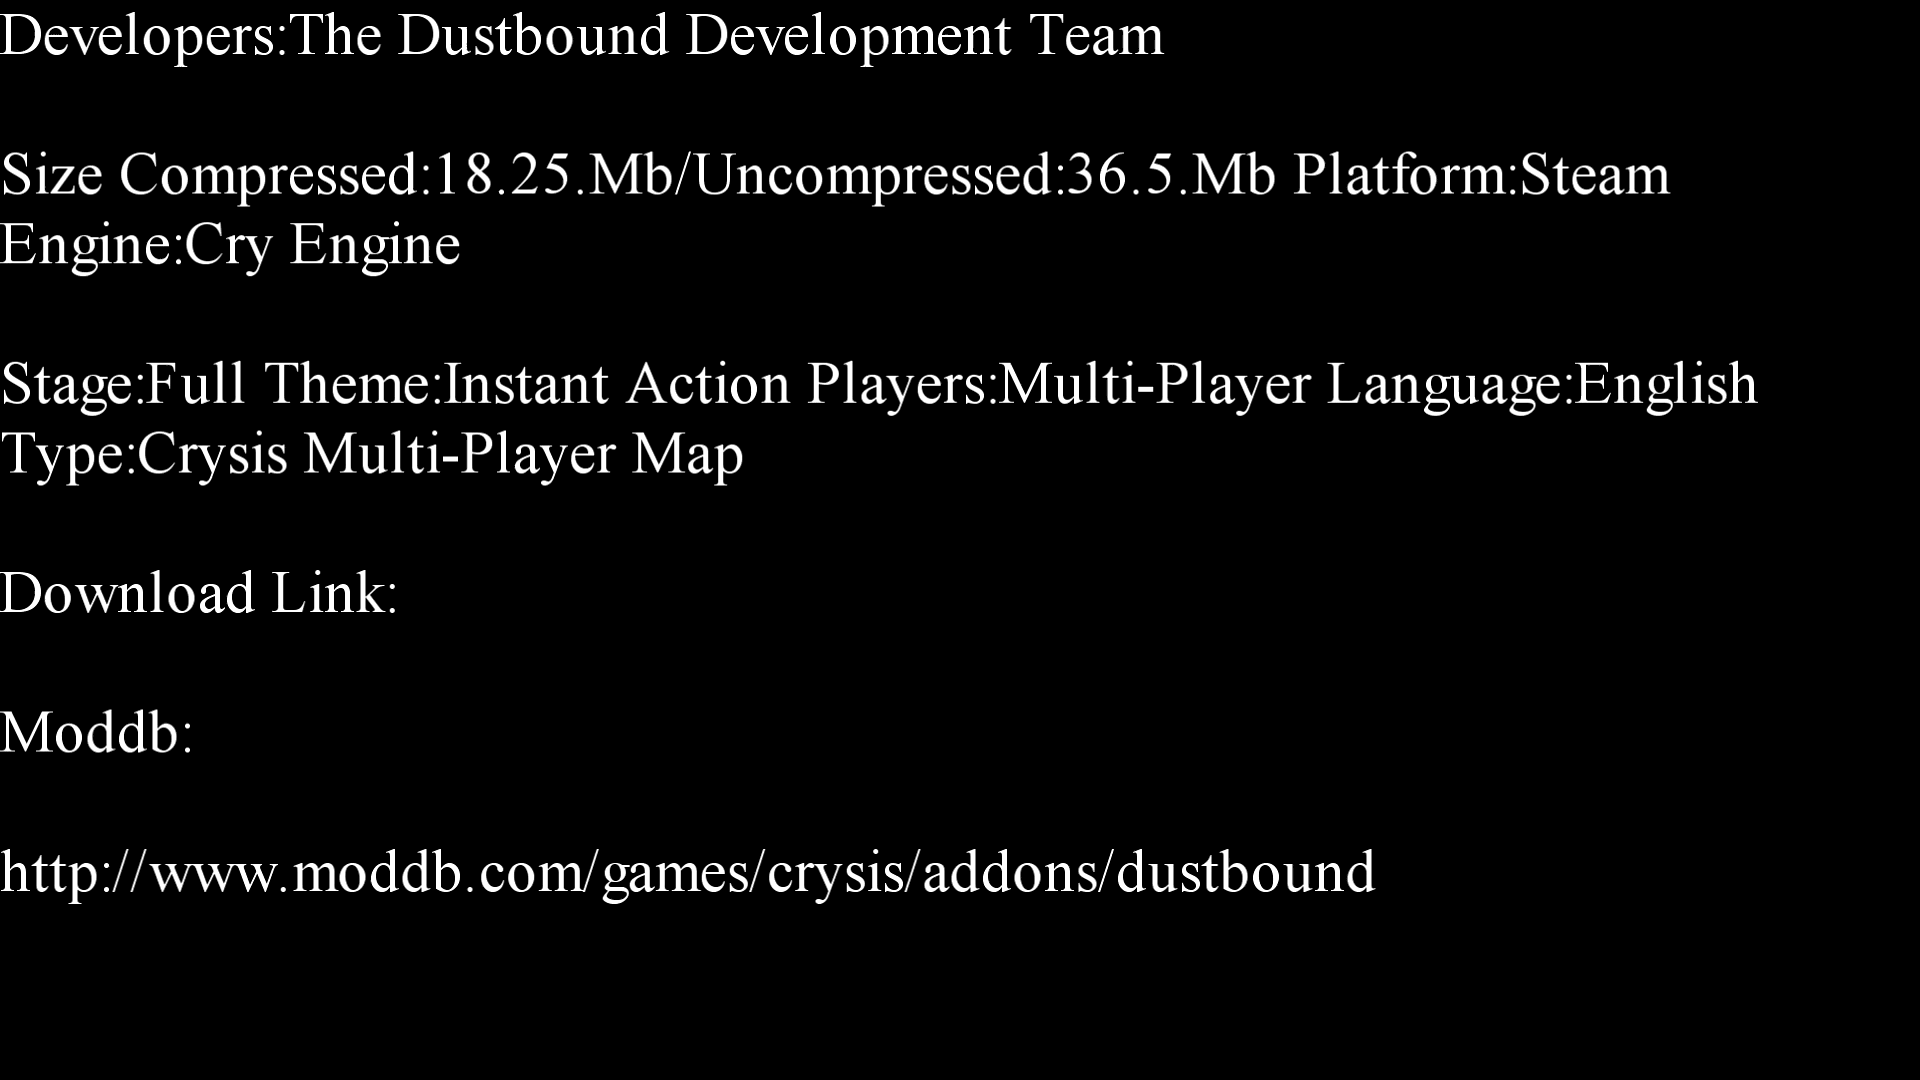 Developers:The Dustbound Development Team
Size Compressed:18.25.Mb/Uncompressed:36.5.Mb Platform:Steam
Engine:Cry Engine
Stage:Full Theme:Instant Action Players:Multi-Player Language:English
Type:Crysis Multi-Player Map
Download Link:
Moddb:
http://www.moddb.com/games/crysis/addons/dustbound